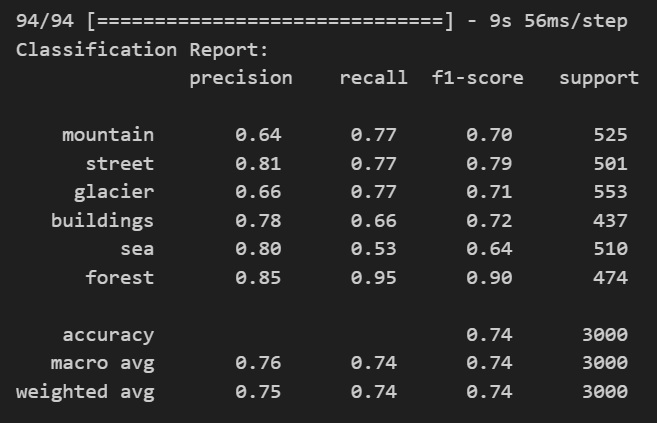 94/94 [==============================] - 9s 56ms/step
Classification Report:
precision recall f1-score support
mountain 0.64 0.77 0.70 525
street 0.81 0.77 0.79 501
glacier 0.66 0.77 0.71 553
buildings 0.78 0.66 0.72 437
sea 0.80 0.53 0.64 510
forest 0.85 0.95 0.90 474
accuracy 0.74 3000
macro avg 0.76 0.74 0.74 3000
weighted avg 0.75 0.74 0.74 3000